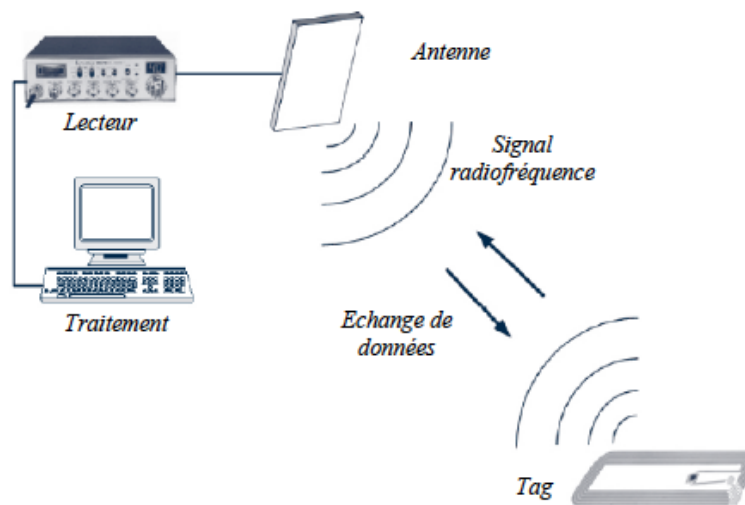 Antenne
Lecteur
Signal
radiofréquence
Traitement
Echange de
données
Tag